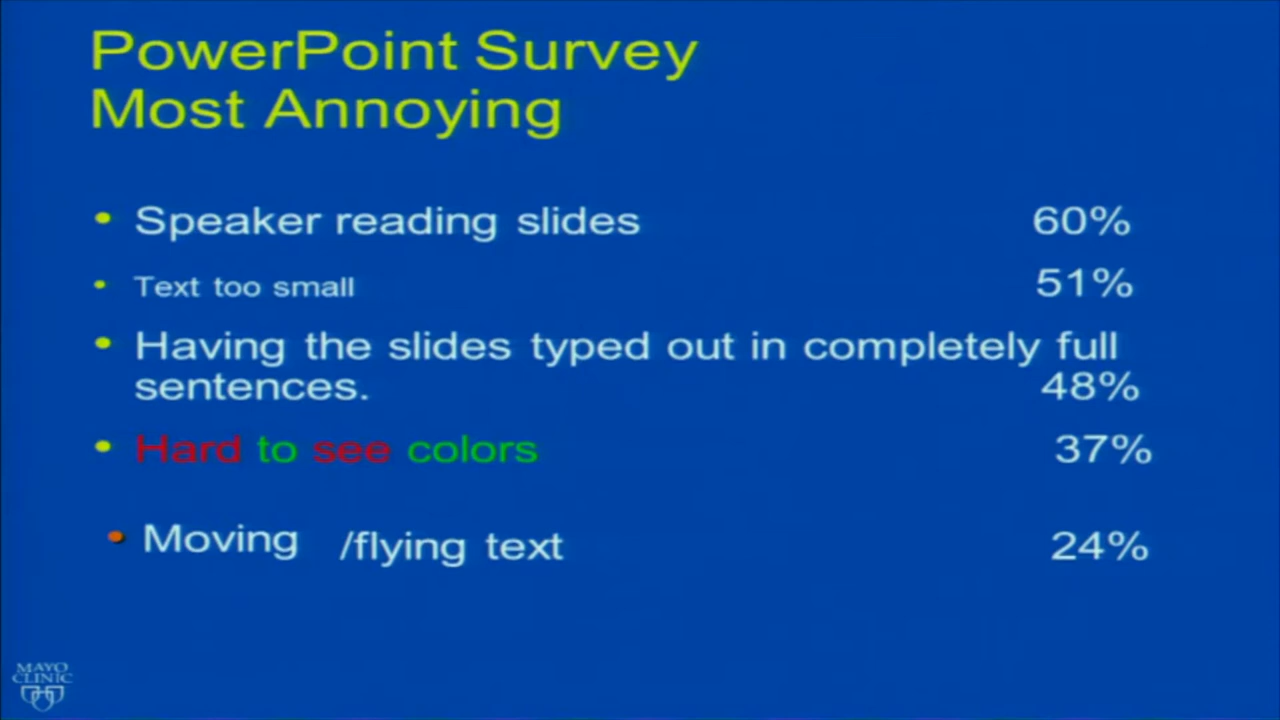 PowerPoint Survey
Most Annoying
• Speaker reading slides 60%
• Text too small 51%
• Having the slides typed out in completely full
sentences. 48%
• Hard to see colors 37%
• Moving /flying text 24%
MAYO
CLINIC